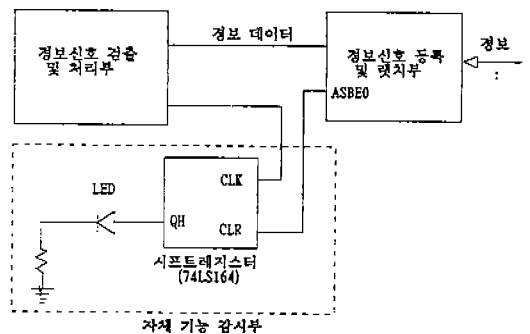 경보신호 검출
및 처리부
경보 데이터
경보신호 등록
및 랫치부
경보
:
ASBE0
LED
CLK
QH
CLR
시프트레지스터
(74LS164)
자체 기능 감시부